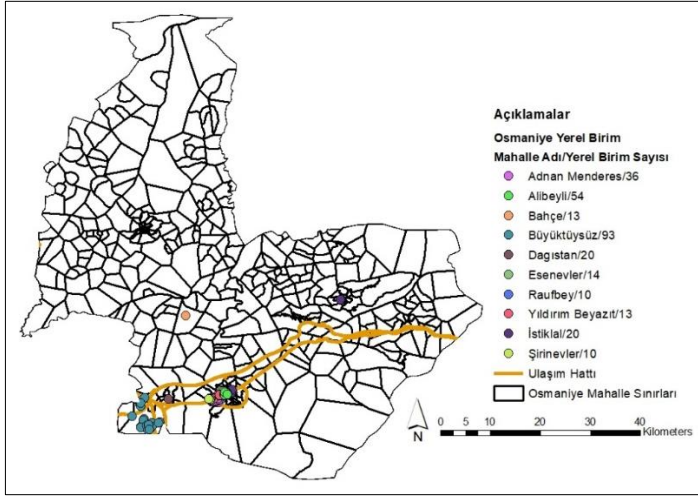 Açıklamalar
Osmaniye Yerel Birim
Mahalle Adı/Yerel Birim Sayısı
Adnan Menderes/36
Alibeyli/54
Bahçe/13
Büyüktüysüz/93
Dagıstan/20
Esenevler/14
Raufbey/10
Yıldırım Beyazıt/13
İstiklal/20
Şirinevler/10
Ulaşım Hattı
Osmaniye Mahalle Sınırları
N
0 5 10 20 30 40
Kilometers